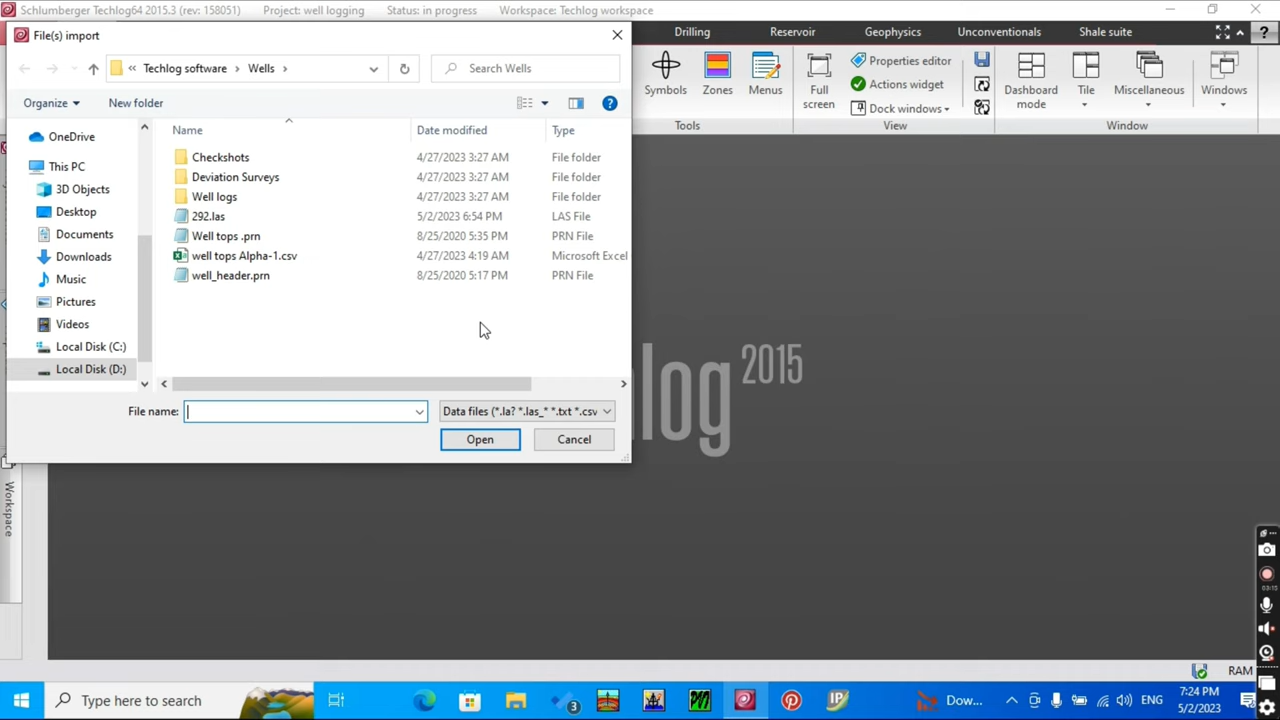 Schlumberger Techlog64 2015.3 (rev: 158051) Project: well logging Status: in progress Workspace: Techlog workspace
File(s) import
Drilling Reservoir Geophysics Unconventionals Shale suite ?
« Techlog software › Wells › Search Wells
Organize New folder ?
Symbols Zones Menus Full screen Properties editor Actions widget Dock windows Dashboard mode Tile Miscellaneous Windows
Tools View Window
Name Date modified Type
OneDrive
This PC
3D Objects
Desktop
Documents
Downloads
Music
Pictures
Videos
Local Disk (C:)
Local Disk (D:)
Checkshots 4/27/2023 3:27 AM File folder
Deviation Surveys 4/27/2023 3:27 AM File folder
Well logs 4/27/2023 3:27 AM File folder
292.las 5/2/2023 6:54 PM LAS File
Well tops .prn 8/25/2020 5:35 PM PRN File
well tops Alpha-1.csv 4/27/2023 4:19 AM Microsoft Excel
well_header.prn 8/25/2020 5:17 PM PRN File
File name: Data files (*.la? *.las_* *.txt *.csv
Open Cancel
log 2015
Workspace
03:15
RAM
Type here to search 3 IP Dow... ENG 7:24 PM
5/2/2023